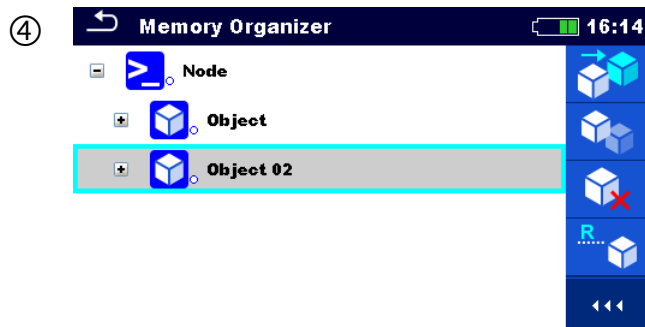 ④
Memory Organizer 16:14
Node
Object
Object 02
R